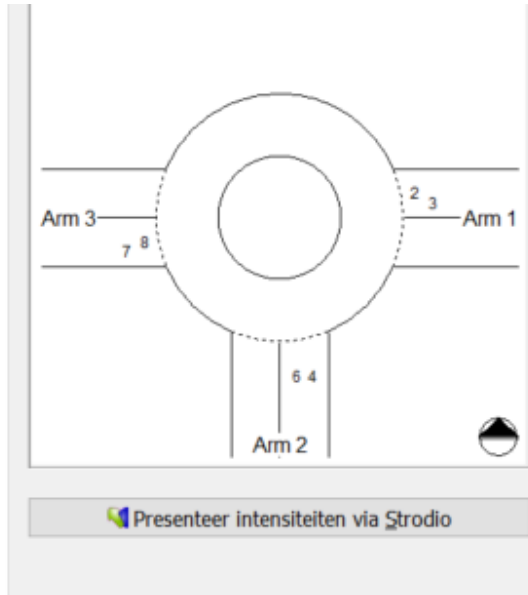 2
3
Arm 3
Arm 1
8
7
6 4
Arm 2
Presenteer intensiteiten via Strodio